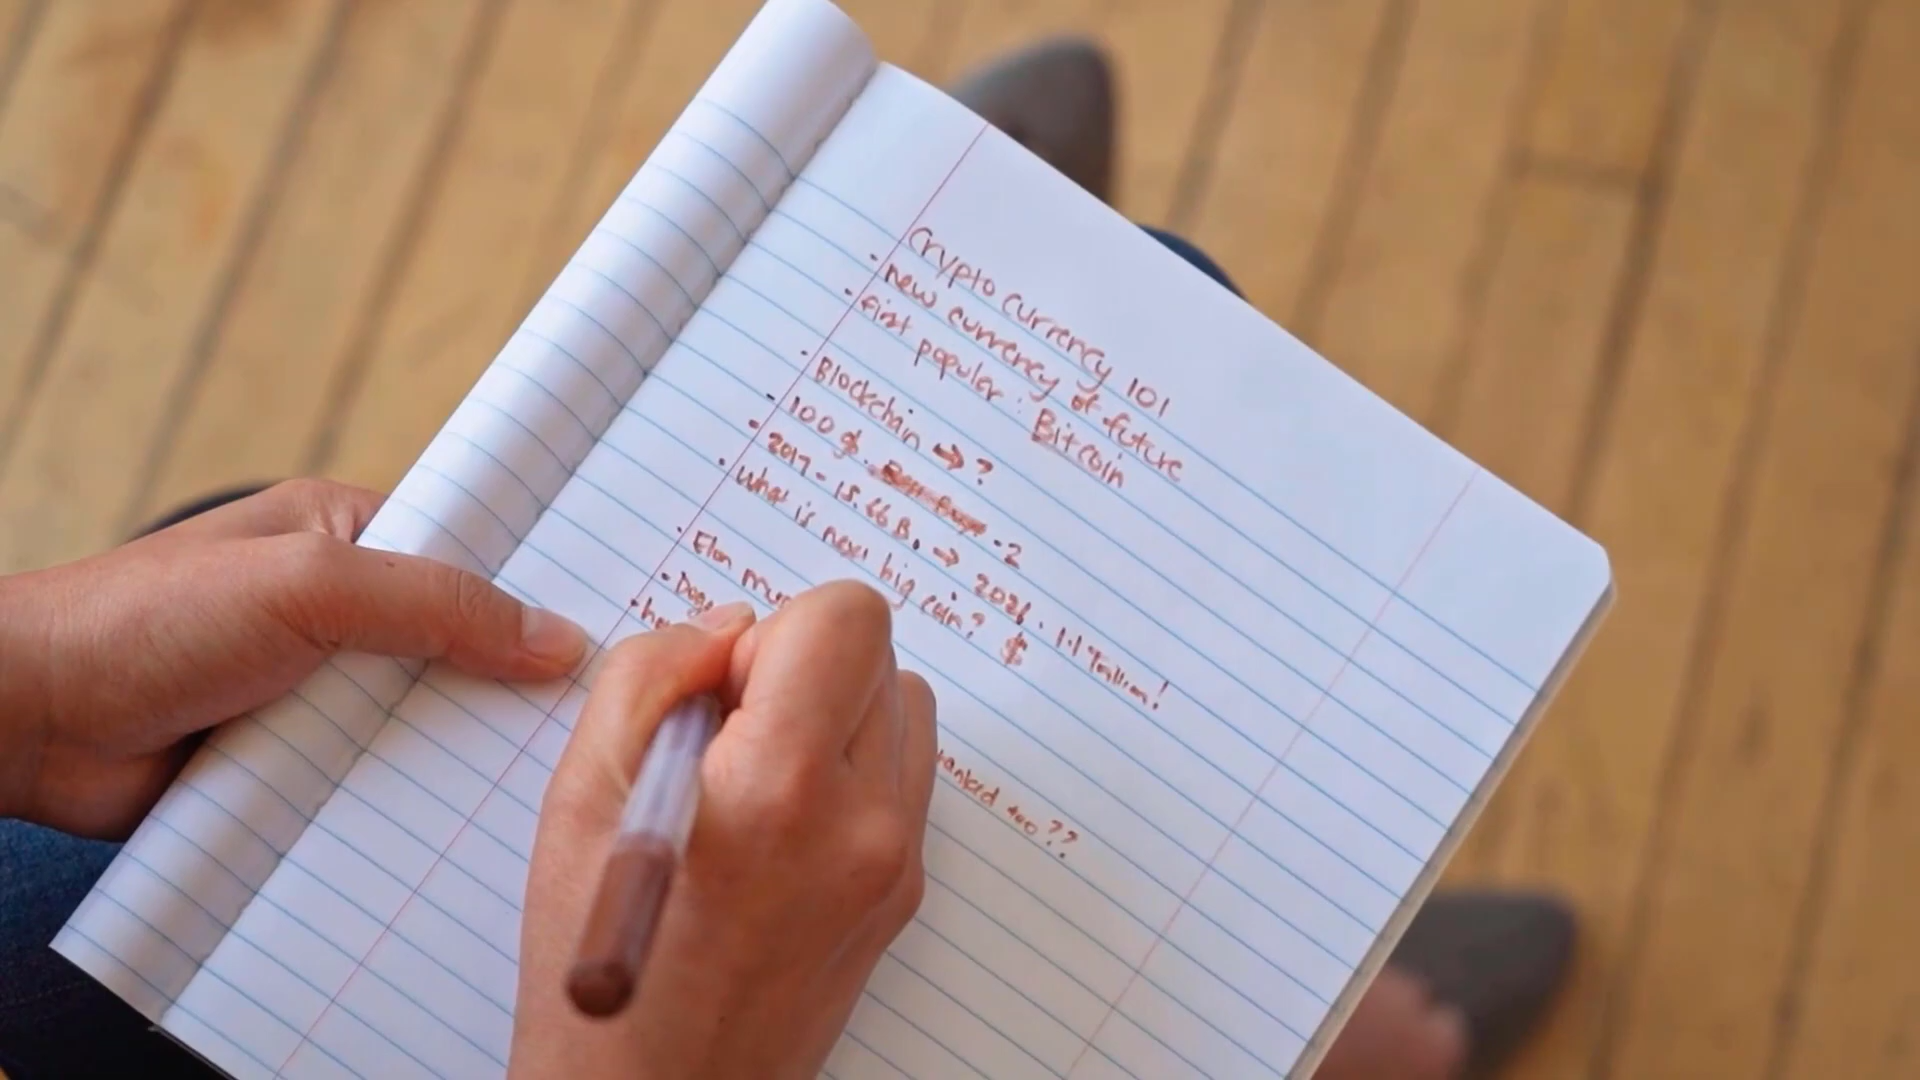 Crypto Currency 101
· new currency of future
· first popular : Bitcoin
· Blockchain → ?
- 100 $ · - 2
· 2017 - 15.66 B. → 2021 · 1.1 Trillion!
· What is next big coin? $
· Elon
· Doge
tanked too ??